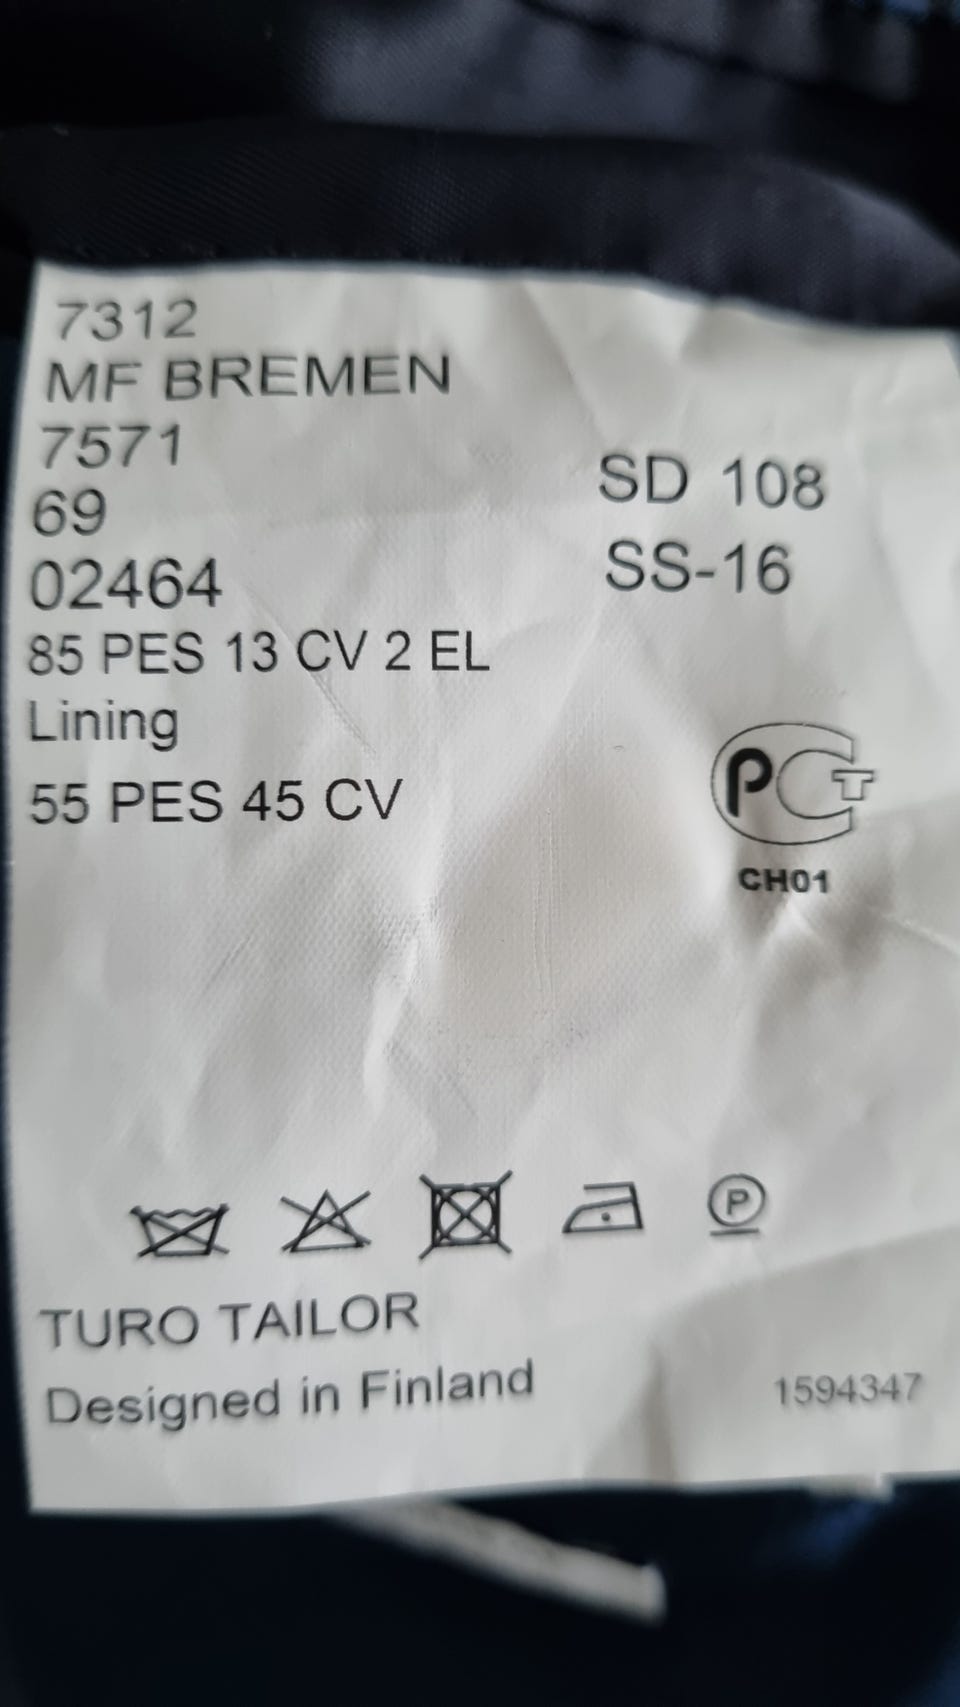 7312
MF BREMEN
7571
69
02464
85 PES 13 CV 2 EL
Lining
55 PES 45 CV
SD 108
SS-16
PCT
CH01
P
TURO TAILOR
Designed in Finland
1594347